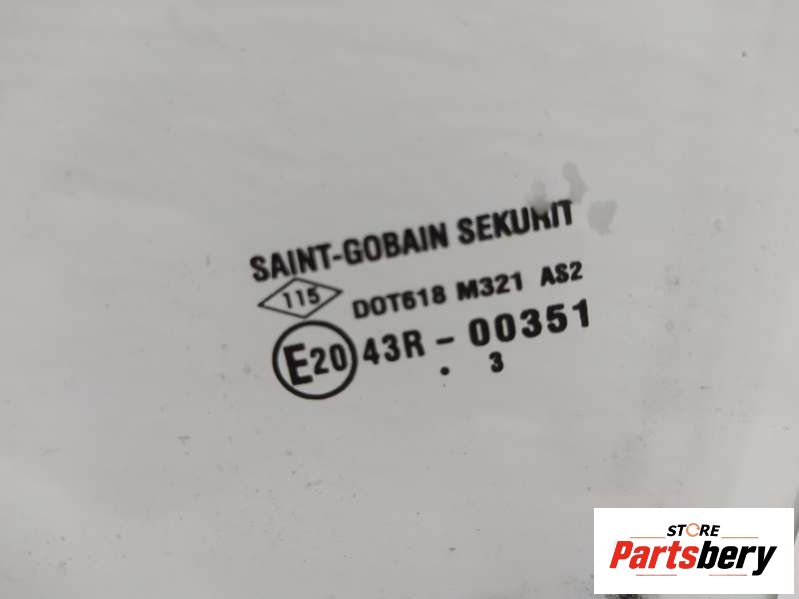 SAINT-GOBAIN SEKURIT
115 DOT618 M321 AS2
E20 43R - 00351
. 3
STORE
Partsbery